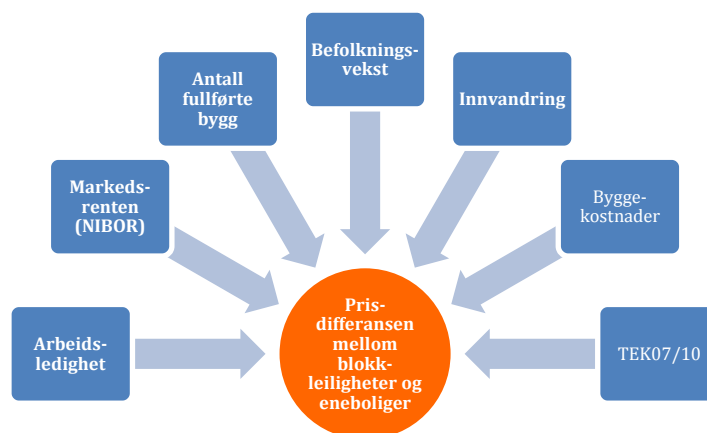 Befolknings-
vekst
Antall
fullførte
bygg
Innvandring
Markeds-
renten
(NIBOR)
Bygge-
kostnader
Arbeids-
ledighet
Pris-
differansen
mellom
blokk-
leiligheter og
eneboliger
TEK07/10